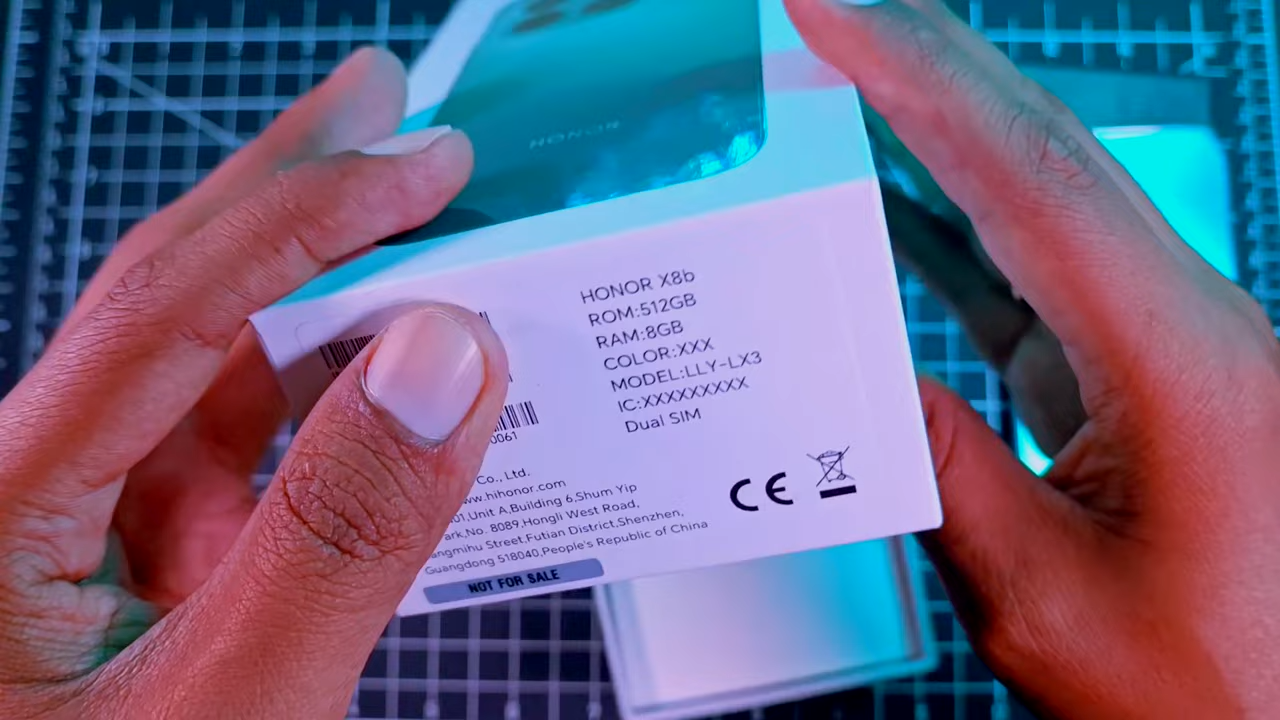 HONOR
HONOR X8b
ROM:512GB
RAM:8GB
COLOR:XXX
MODEL:LLY-LX3
IC:XXXXXXXXX
Dual SIM
0061
Co., Ltd.
ww.hihonor.com
01,Unit A,Building 6,Shum Yip
ark,No. 8089,Hongli West Road,
angmihu Street,Futian District,Shenzhen,
Guangdong 518040,People's Republic of China
CE
NOT FOR SALE